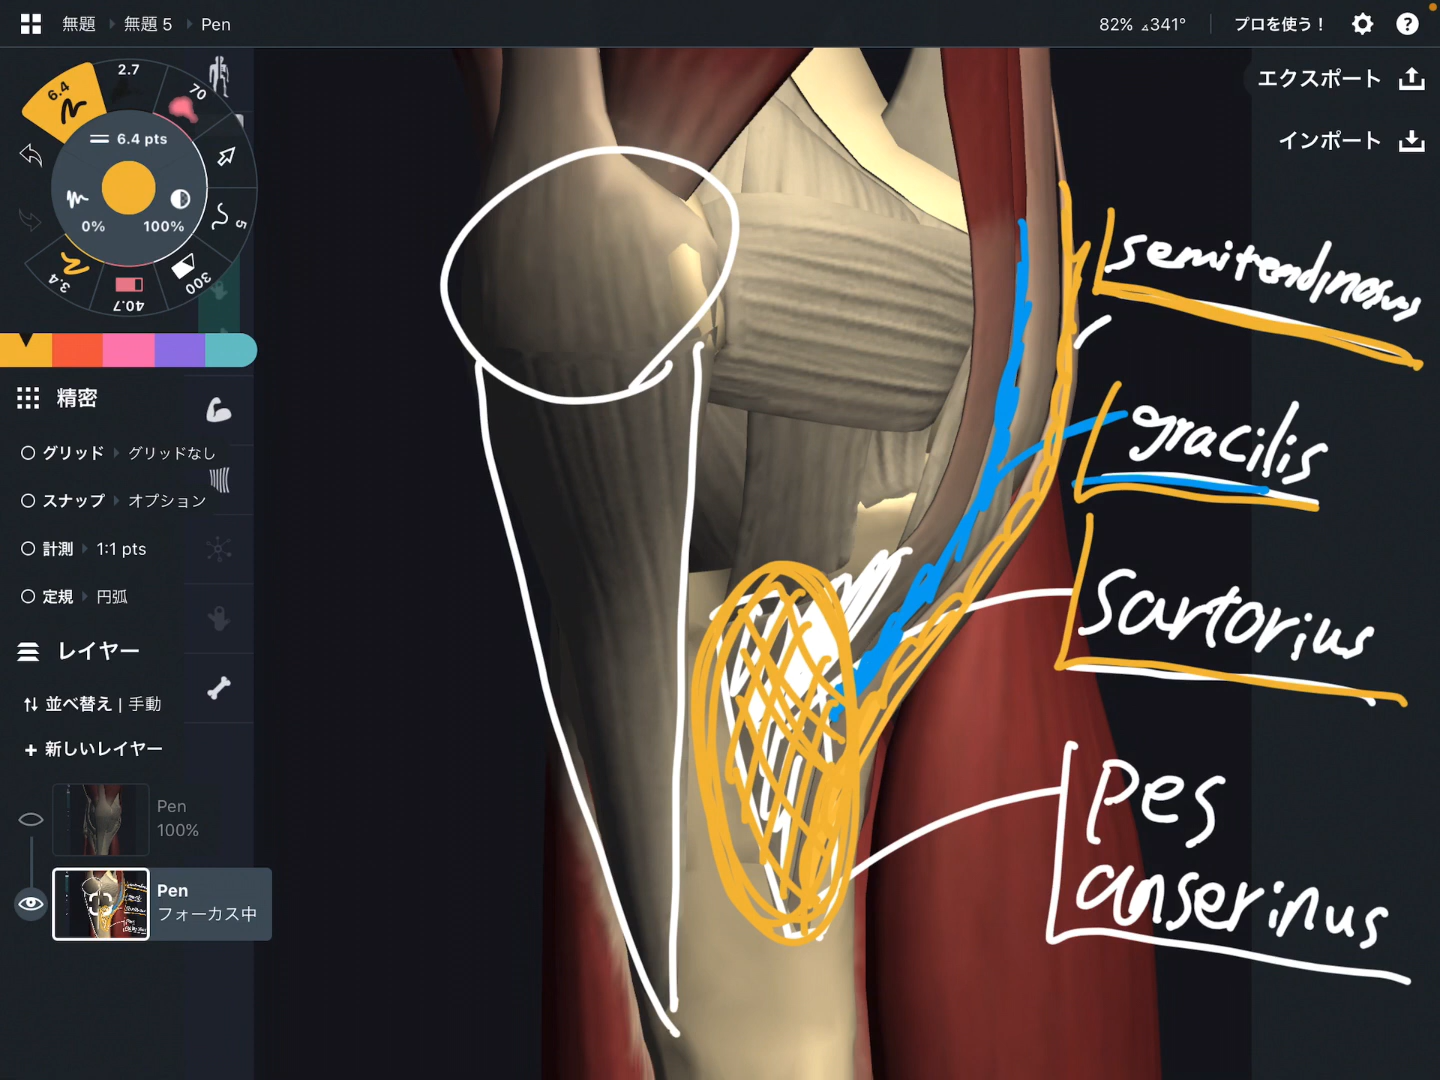 無題 無題 5 Pen
82% ⊿341° プロを使う！
エクスポート
インポート
2.7
6.4
70
6.4 pts
0% 100%
5
3.4
40.7
300
精密
グリッド グリッドなし
スナップ オプション
計測 1:1 pts
定規 円弧
レイヤー
並べ替え | 手動
+ 新しいレイヤー
Pen
100%
Pen
フォーカス中
semitendinosus
gracilis
Sartorius
Pes
anserinus